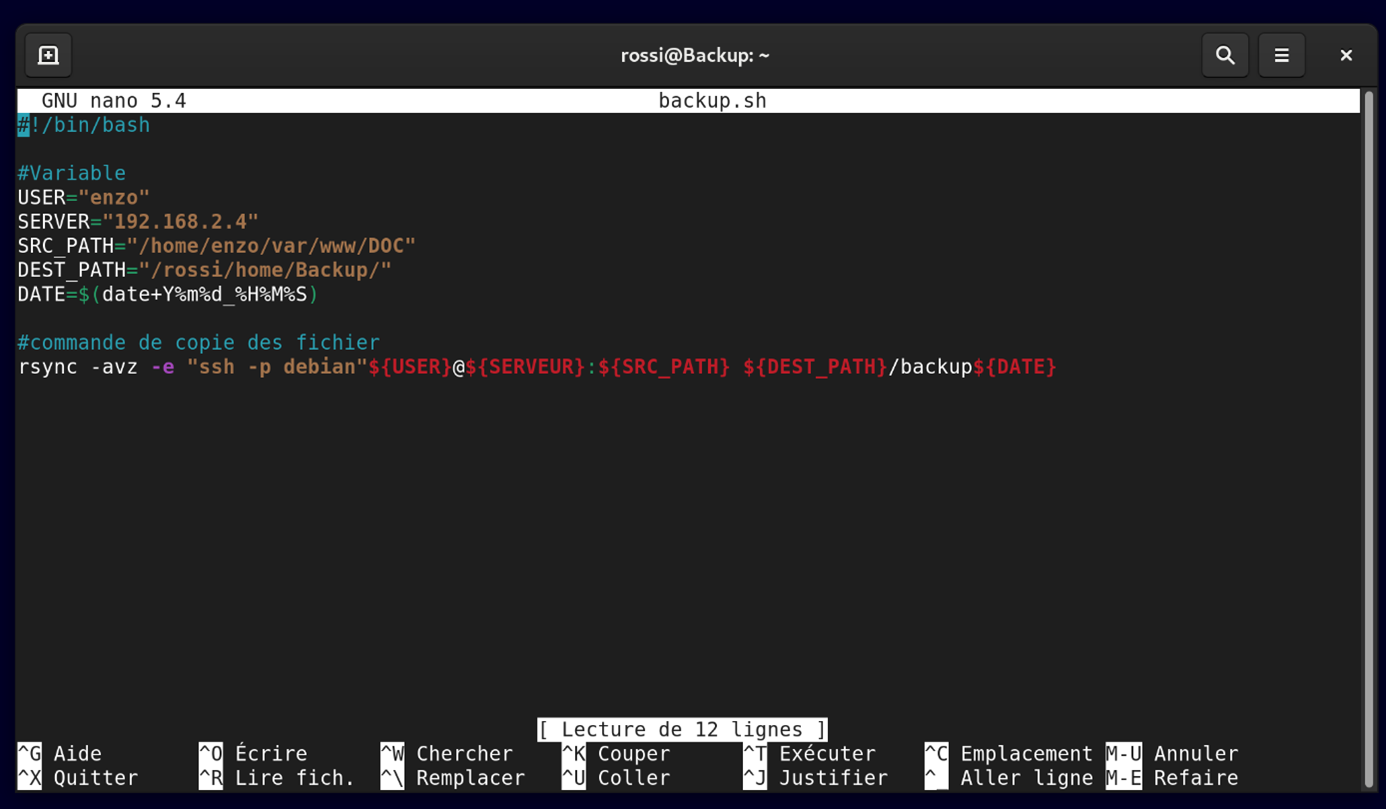 rossi@Backup: ~
GNU nano 5.4 backup.sh
#!/bin/bash
#Variable
USER="enzo"
SERVER="192.168.2.4"
SRC_PATH="/home/enzo/var/www/DOC"
DEST_PATH="/rossi/home/Backup/"
DATE=$(date+Y%m%d_%H%M%S)
#commande de copie des fichier
rsync -avz -e "ssh -p debian"${USER}@${SERVEUR}:${SRC_PATH} ${DEST_PATH}/backup${DATE}
[ Lecture de 12 lignes ]
^G Aide ^O Écrire ^W Chercher ^K Couper ^T Exécuter ^C Emplacement M-U Annuler
^X Quitter ^R Lire fich. ^\ Remplacer ^U Coller ^J Justifier ^_ Aller ligne M-E Refaire